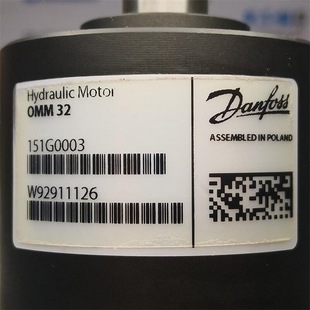 Hydraulic Motor
OMM 32
151G0003
W92911126
Danfoss
ASSEMBLED IN POLAND